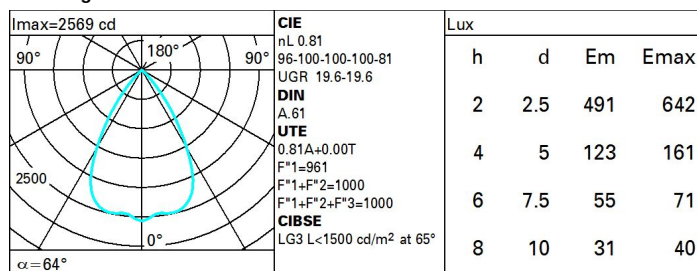 Imax=2569 cd
90°
180°
90°
2500
0°
α=64°
CIE
nL 0.81
96-100-100-100-81
UGR 19.6-19.6
DIN
A.61
UTE
0.81A+0.00T
F"1=961
F"1+F"2=1000
F"1+F"2+F"3=1000
CIBSE
LG3 L<1500 cd/m² at 65°
Lux
h d Em Emax
2 2.5 491 642
4 5 123 161
6 7.5 55 71
8 10 31 40